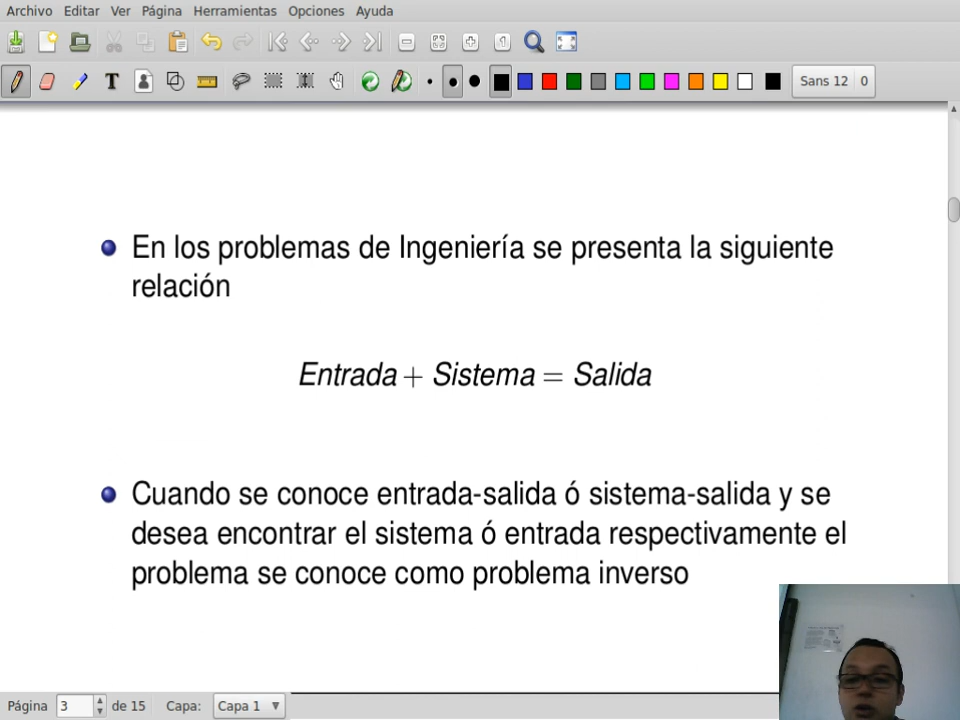 Archivo Editar Ver Página Herramientas Opciones Ayuda
T
Sans 12 0
En los problemas de Ingeniería se presenta la siguiente
relación
Entrada + Sistema = Salida
Cuando se conoce entrada-salida ó sistema-salida y se
desea encontrar el sistema ó entrada respectivamente el
problema se conoce como problema inverso
Página 3 de 15 Capa: Capa 1